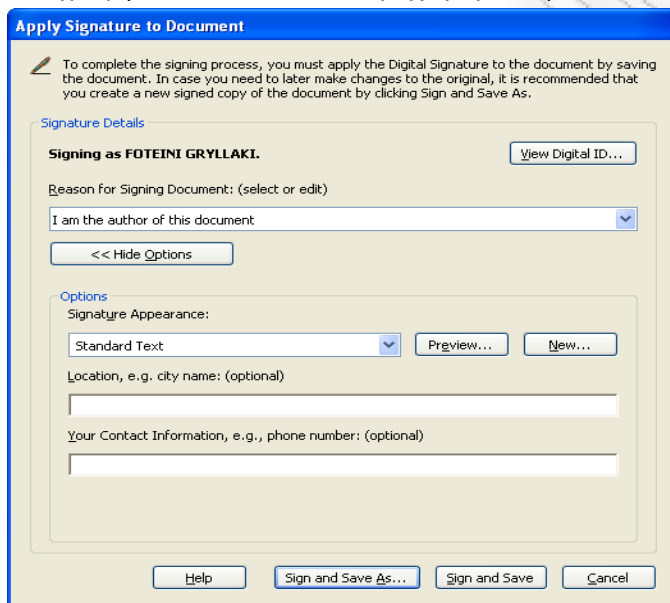 Apply Signature to Document
To complete the signing process, you must apply the Digital Signature to the document by saving
the document. In case you need to later make changes to the original, it is recommended that
you create a new signed copy of the document by clicking Sign and Save As.
Signature Details
Signing as FOTEINI GRYLLAKI.
View Digital ID...
Reason for Signing Document: (select or edit)
I am the author of this document
<< Hide Options
Options
Signature Appearance:
Standard Text
Preview...
New...
Location, e.g. city name: (optional)
Your Contact Information, e.g., phone number: (optional)
Help
Sign and Save As...
Sign and Save
Cancel